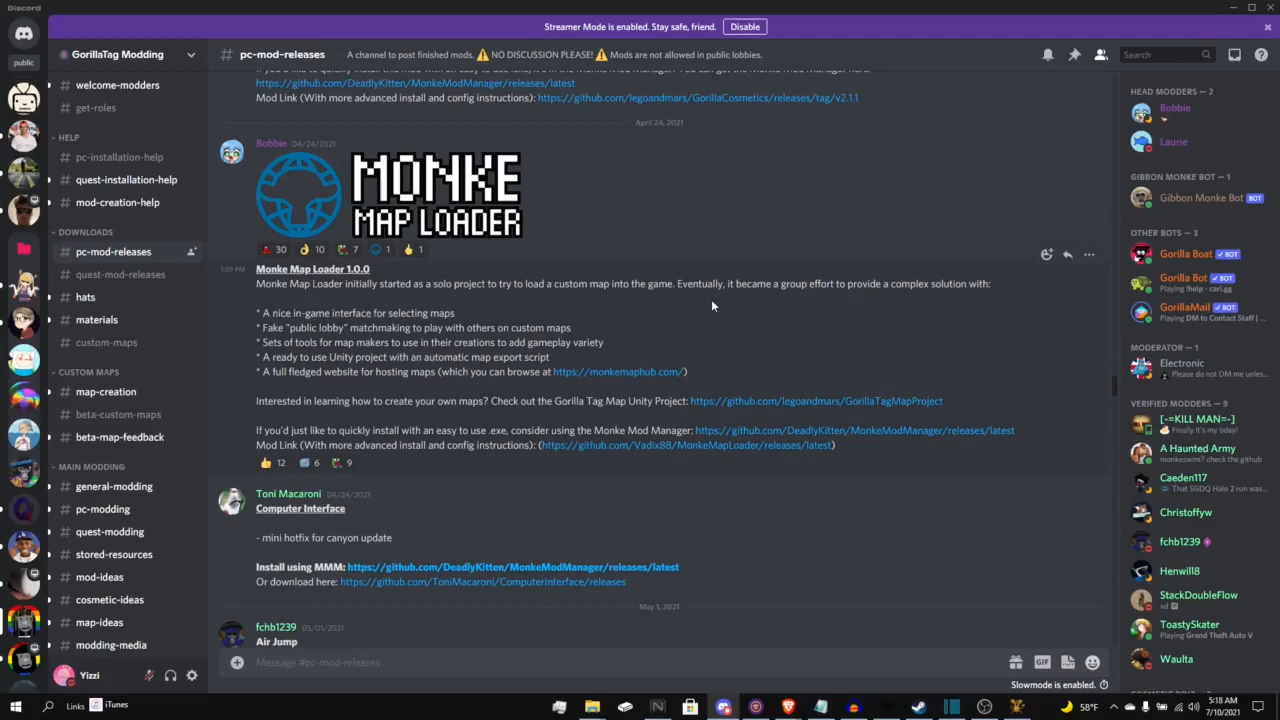 Discord
Streamer Mode is enabled. Stay safe, friend. Disable
public
GorillaTag Modding
# pc-mod-releases
A channel to post finished mods. ⚠️ NO DISCUSSION PLEASE! ⚠️ Mods are not allowed in public lobbies.
Search
# welcome-modders
# get-roles
HELP
# pc-installation-help
# quest-installation-help
# mod-creation-help
DOWNLOADS
# pc-mod-releases
# quest-mod-releases
# hats
# materials
# custom-maps
CUSTOM MAPS
# map-creation
# beta-custom-maps
# beta-map-feedback
MAIN MODDING
# general-modding
# pc-modding
# quest-modding
# stored-resources
# mod-ideas
# cosmetic-ideas
# map-ideas
# modding-media
Yizzi
https://github.com/DeadlyKitten/MonkeModManager/releases/latest
Mod Link (With more advanced install and config instructions): https://github.com/legoandmars/GorillaCosmetics/releases/tag/v2.1.1
April 24, 2021
Bobbie 04/24/2021
MONKE
MAP LOADER
30 10 7 1 1
1:59 PM Monke Map Loader 1.0.0
Monke Map Loader initially started as a solo project to try to load a custom map into the game. Eventually, it became a group effort to provide a complex solution with:
* A nice in-game interface for selecting maps
* Fake "public lobby" matchmaking to play with others on custom maps
* Sets of tools for map makers to use in their creations to add gameplay variety
* A ready to use Unity project with an automatic map export script
* A full fledged website for hosting maps (which you can browse at https://monkemaphub.com/)
Interested in learning how to create your own maps? Check out the Gorilla Tag Map Unity Project: https://github.com/legoandmars/GorillaTagMapProject
If you'd just like to quickly install with an easy to use .exe, consider using the Monke Mod Manager: https://github.com/DeadlyKitten/MonkeModManager/releases/latest
Mod Link (With more advanced install and config instructions): (https://github.com/Vadix88/MonkeMapLoader/releases/latest)
12 6 9
Toni Macaroni 04/24/2021
Computer Interface
- mini hotfix for canyon update
Install using MMM: https://github.com/DeadlyKitten/MonkeModManager/releases/latest
Or download here: https://github.com/ToniMacaroni/ComputerInterface/releases
May 1, 2021
fchb1239 05/01/2021
Air Jump
Message #pc-mod-releases
GIF
Slowmode is enabled.
HEAD MODDERS — 2
Bobbie
Laurie
GIBBON MONKE BOT — 1
Gibbon Monke Bot BOT
OTHER BOTS — 3
Gorilla Boat ✓ BOT
Gorilla Bot ✓ BOT
Playing !help - carl.gg
GorillaMail ✓ BOT
Playing DM to Contact Staff | ...
MODERATOR — 1
Electronic
Please do not DM me unles...
VERIFIED MODDERS — 9
[-=KILL MAN=-]
Finally it's my bday!
A Haunted Army
monkeswim? check the github
Caeden117
That SGDQ Halo 2 run was...
Christoffyw
fchb1239
Henwill8
StackDoubleFlow
xd
ToastySkater
Playing Grand Theft Auto V
Waulta
Links
iTunes
58°F
5:18 AM
7/10/2021